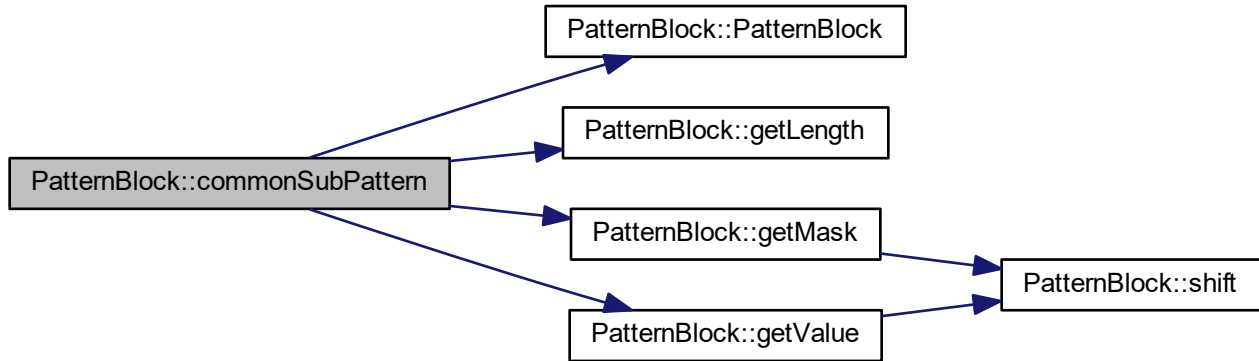 PatternBlock::PatternBlock
PatternBlock::getLength
PatternBlock::commonSubPattern
PatternBlock::getMask
PatternBlock::shift
PatternBlock::getValue